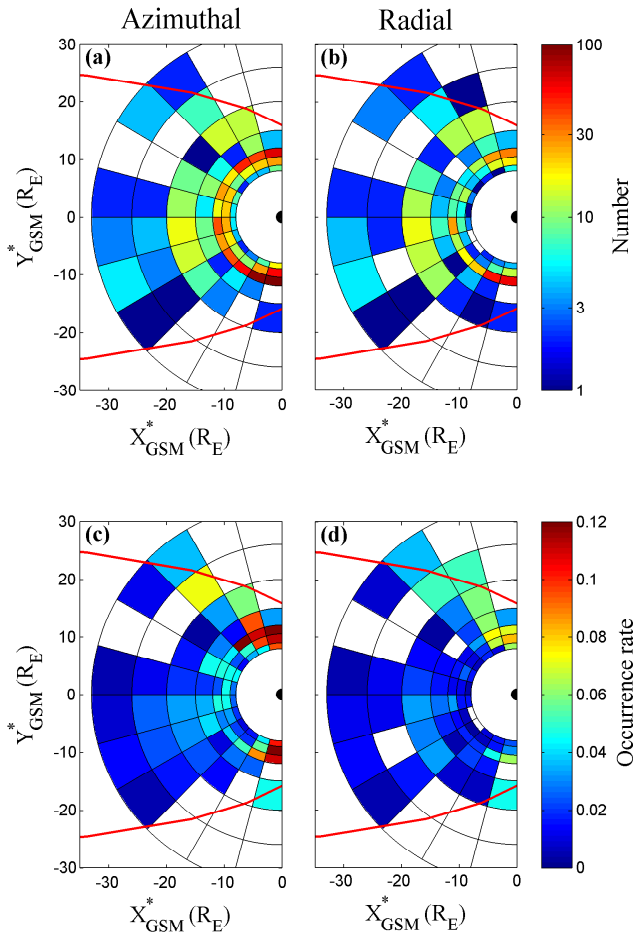 Azimuthal Radial
(a) (b)
30 20 10 0 -10 -20 -30
-30 -20 -10 0
-30 -20 -10 0
100 30 10 3 1
Y*GSM (RE)
Number
X*GSM (RE) X*GSM (RE)
(c) (d)
30 20 10 0 -10 -20 -30
-30 -20 -10 0
-30 -20 -10 0
0.12 0.1 0.08 0.06 0.04 0.02 0
Y*GSM (RE)
Occurrence rate
X*GSM (RE) X*GSM (RE)